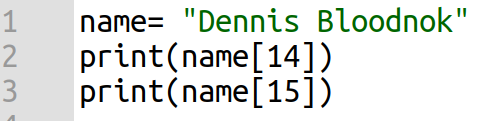 1 name= "Dennis Bloodnok"
2 print(name[14])
3 print(name[15])